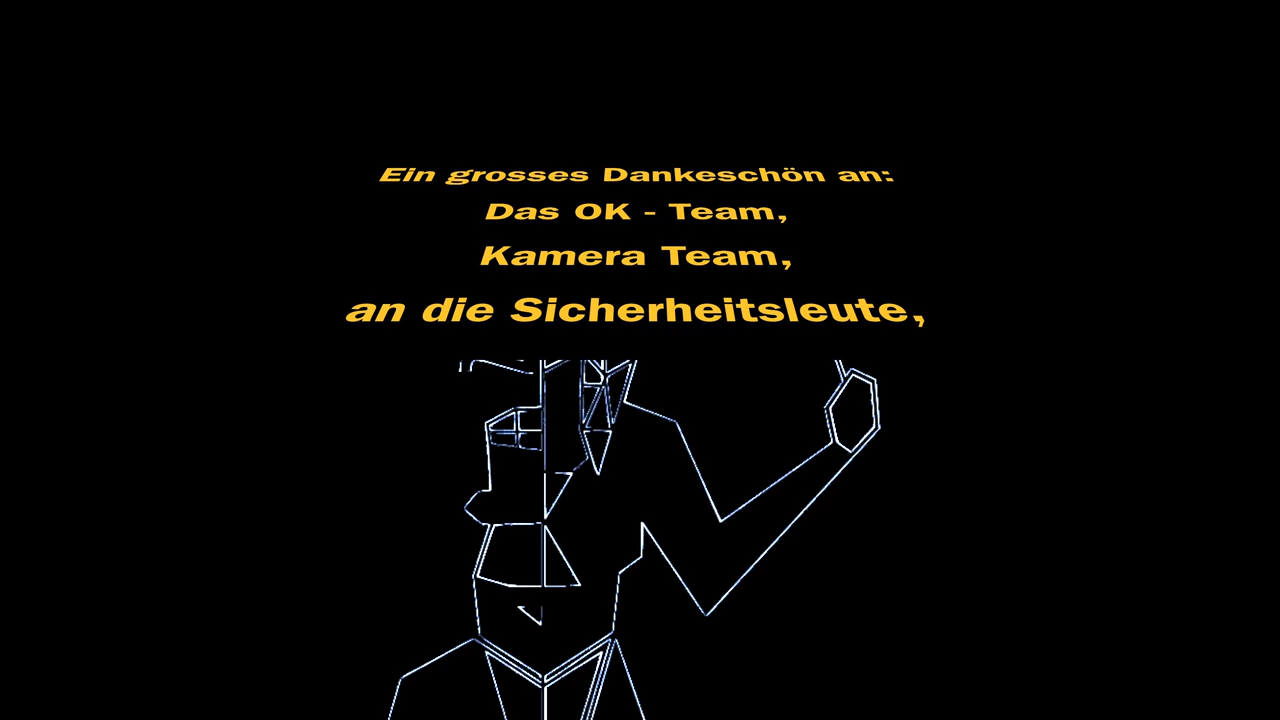 Ein grosses Dankeschön an:
Das OK - Team,
Kamera Team,
an die Sicherheitsleute,